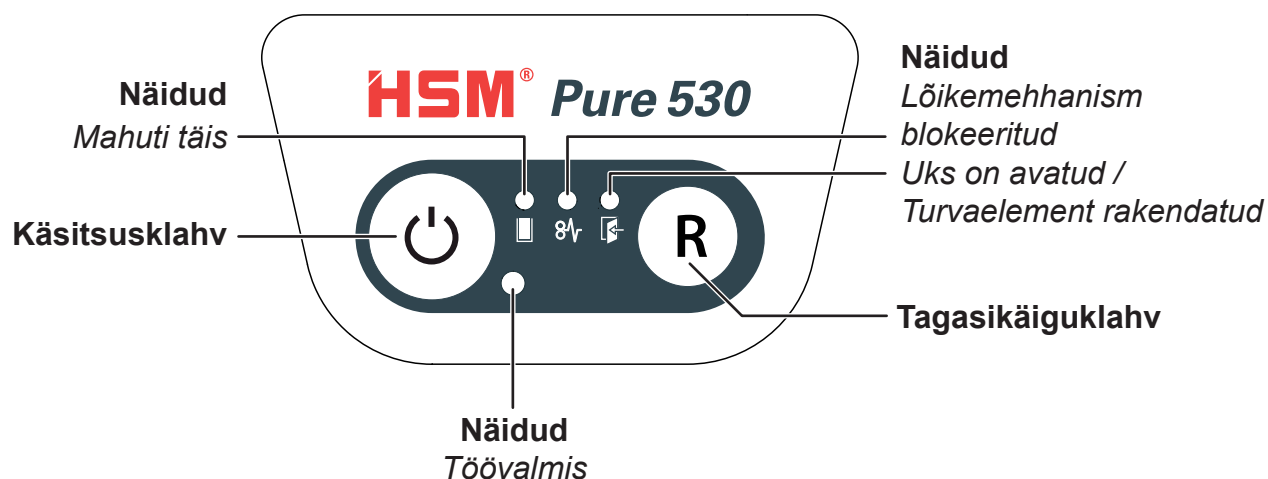 Näidud
Mahuti täis
Käsitsusklahv
HSM® Pure 530
Näidud
Lõikemehhanism
blokeeritud
Uks on avatud /
Turvaelement rakendatud
R
Tagasikäiguklahv
Näidud
Töövalmis